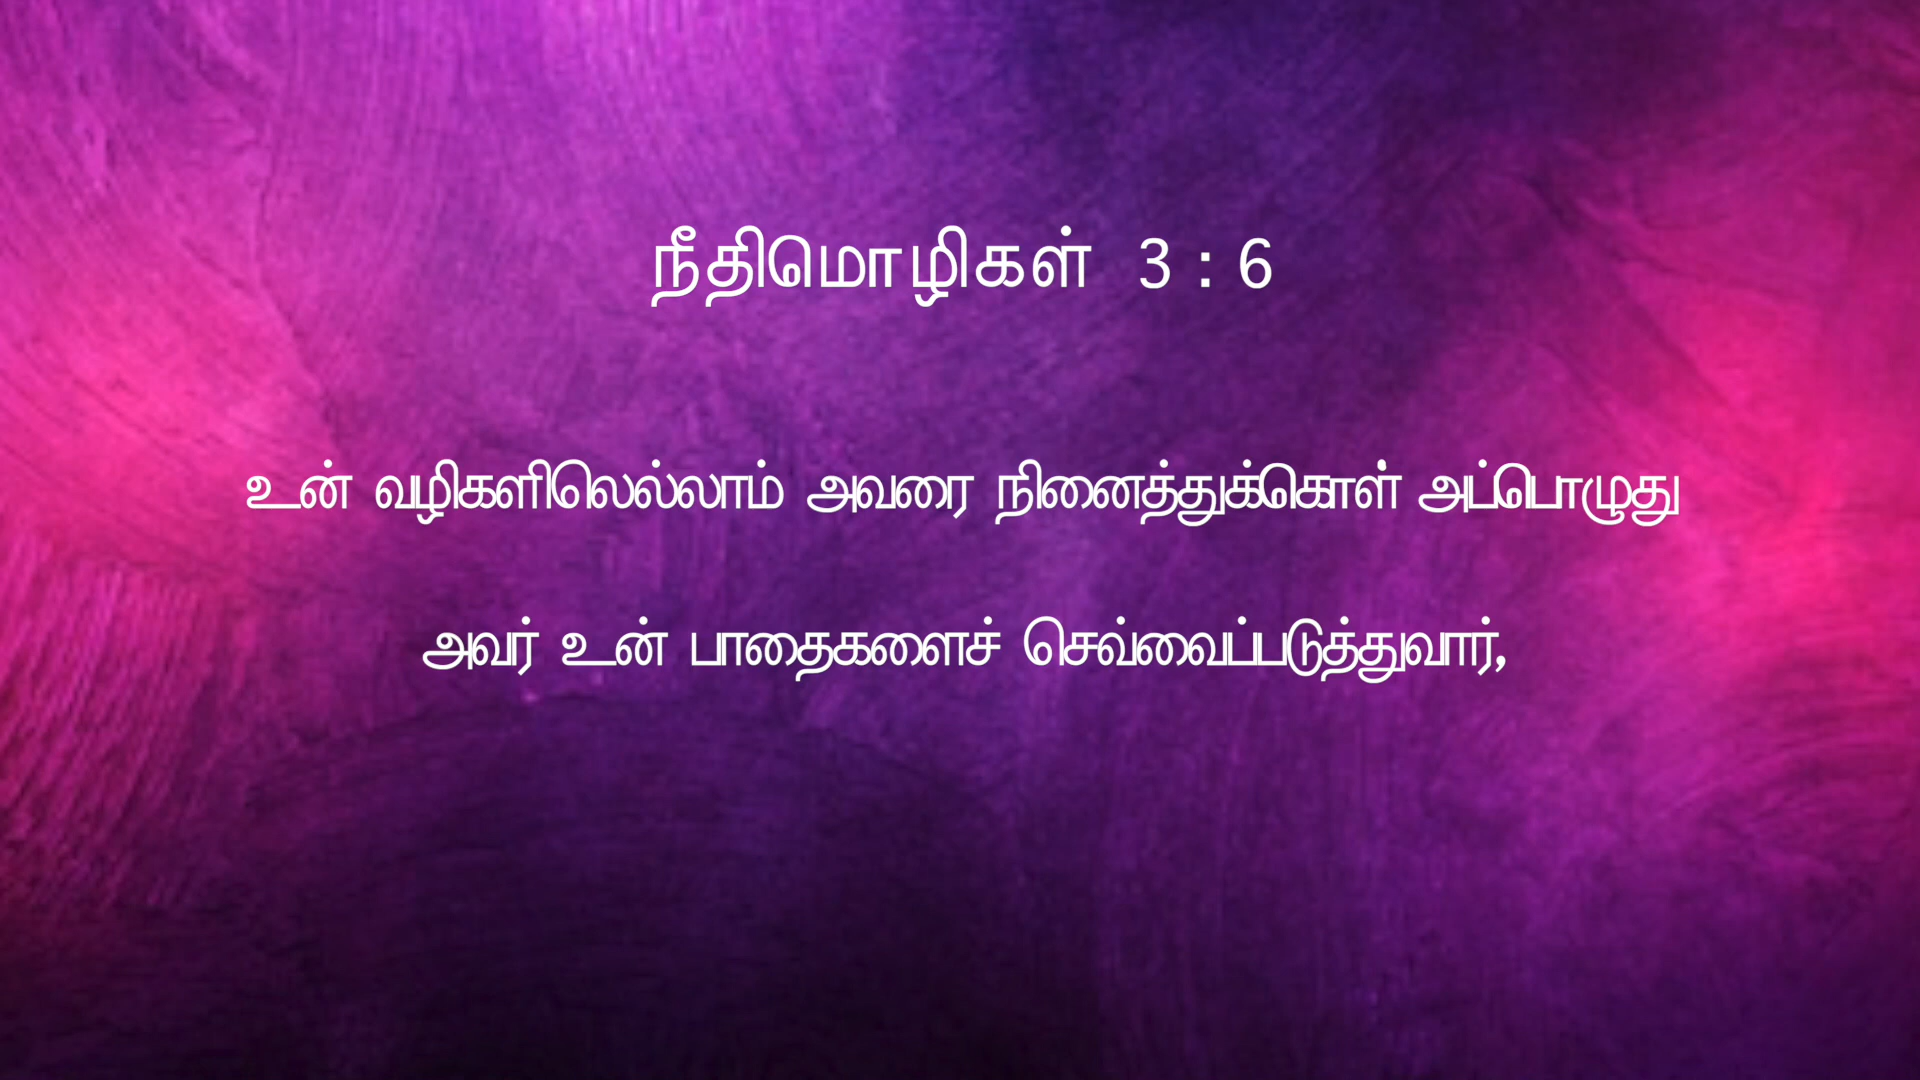 நீதிமொழிகள் 3 : 6
உன் வழிகளிலெல்லாம் அவரை நினைத்துக்கொள் அப்பொழுது
அவர் உன் பாதைகளைச் செவ்வைப்படுத்துவார்,